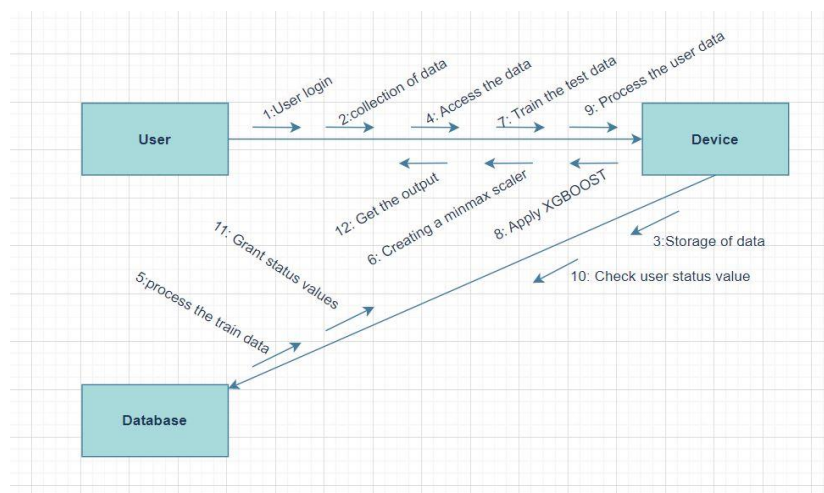 1:User login
2:collection of data
4: Access the data
7: Train the test data
9: Process the user data
User
Device
12: Get the output
6: Creating a minmax scaler
8: Apply XGBOOST
11: Grant status values
3:Storage of data
10: Check user status value
5:process the train data
Database